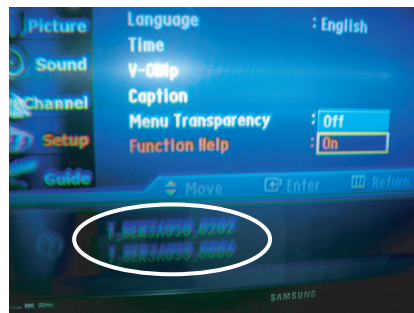 Picture
Sound
Channel
Setup
Guide
Language : English
Time
V-Chip
Caption
Menu Transparency : Off
Function Help : On
Move Enter Return
SAMSUNG